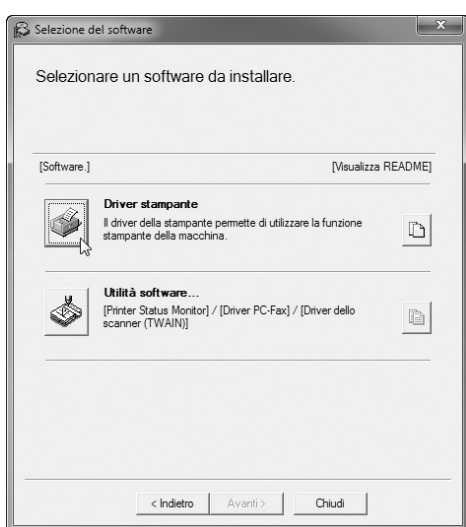 Selezione del software
Selezionare un software da installare.
[Software.] [Visualizza README]
Driver stampante
Il driver della stampante permette di utilizzare la funzione
stampante della macchina.
Utilità software...
[Printer Status Monitor] / [Driver PC-Fax] / [Driver dello
scanner (TWAIN)]
< Indietro Avanti > Chiudi